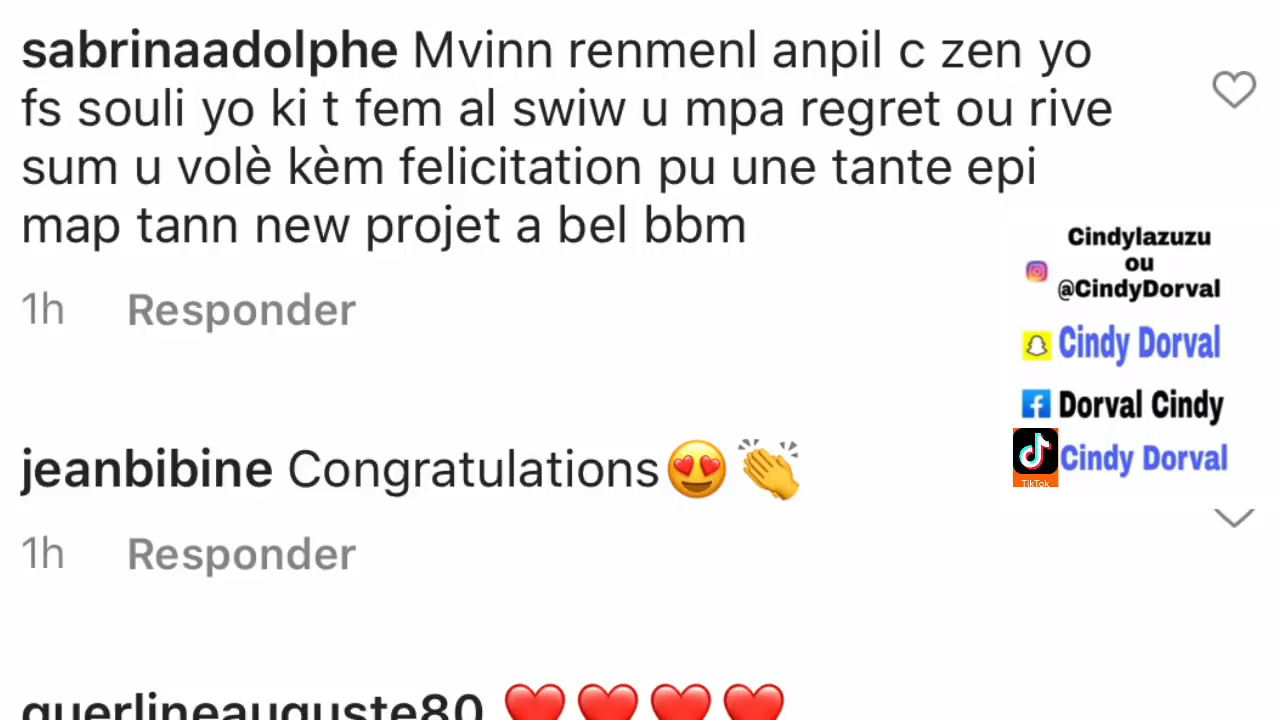 sabrinaadolphe Mvinn renmenl anpil c zen yo
fs souli yo ki t fem al swiw u mpa regret ou rive
sum u volè kèm felicitation pu une tante epi
map tann new projet a bel bbm
1h Responder
Cindylazuzu
ou
@CindyDorval
Cindy Dorval
Dorval Cindy
TikTok
Cindy Dorval
jeanbibine Congratulations😍👏
1h Responder
guerlineauguste80 ❤️❤️❤️❤️